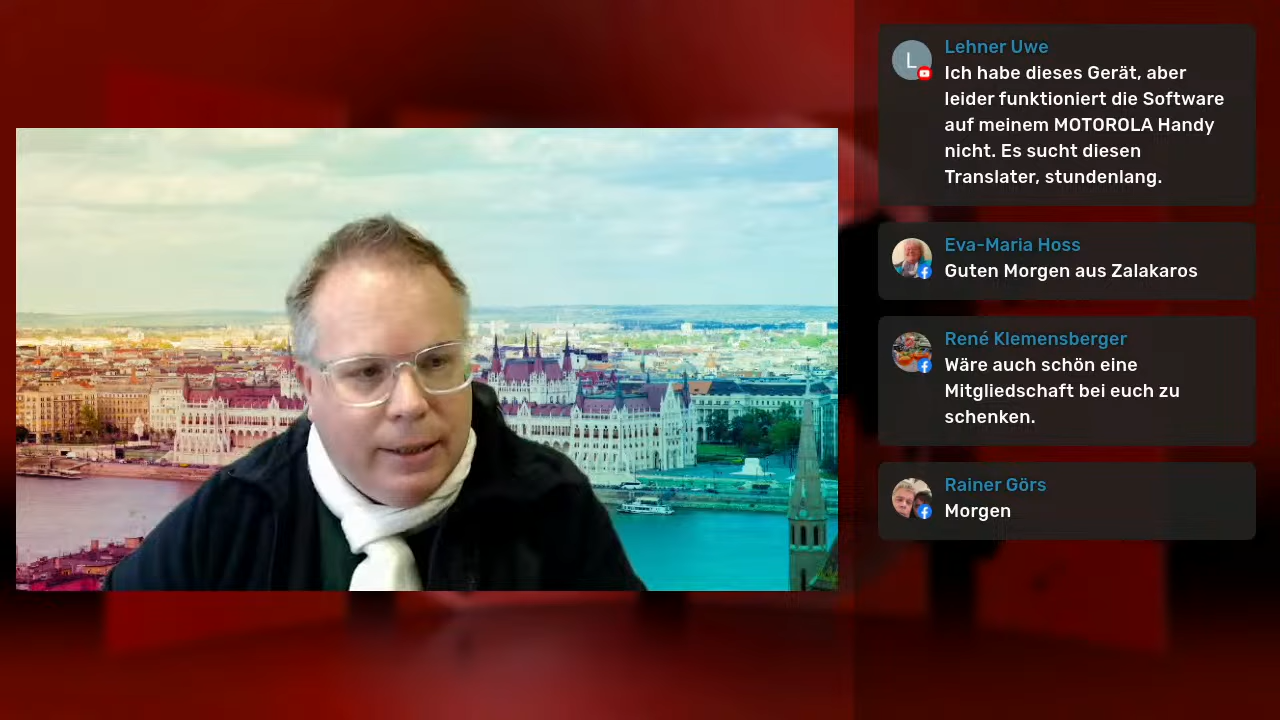 Lehner Uwe
Ich habe dieses Gerät, aber
leider funktioniert die Software
auf meinem MOTOROLA Handy
nicht. Es sucht diesen
Translater, stundenlang.
Eva-Maria Hoss
Guten Morgen aus Zalakaros
René Klemensberger
Wäre auch schön eine
Mitgliedschaft bei euch zu
schenken.
Rainer Görs
Morgen
L